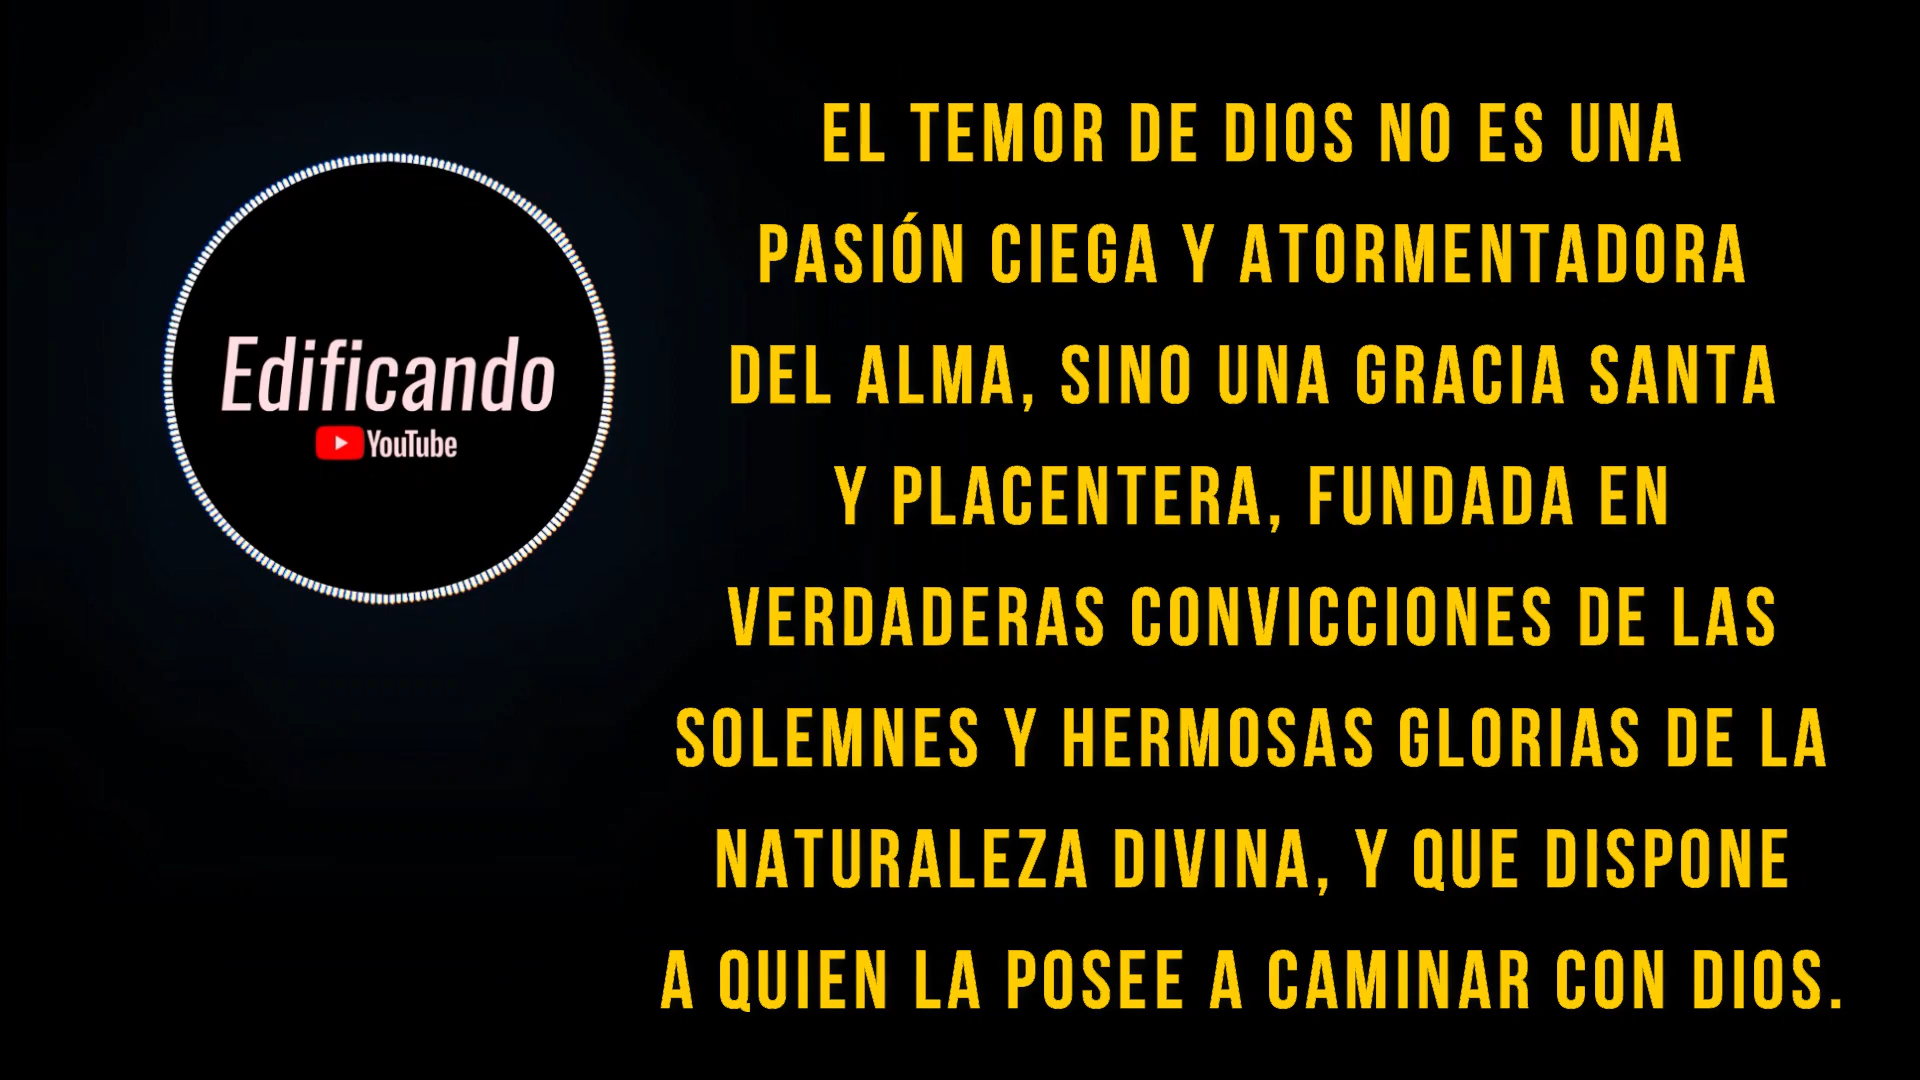 Edificando
YouTube
EL TEMOR DE DIOS NO ES UNA
PASIÓN CIEGA Y ATORMENTADORA
DEL ALMA, SINO UNA GRACIA SANTA
Y PLACENTERA, FUNDADA EN
VERDADERAS CONVICCIONES DE LAS
SOLEMNES Y HERMOSAS GLORIAS DE LA
NATURALEZA DIVINA, Y QUE DISPONE
A QUIEN LA POSEE A CAMINAR CON DIOS.